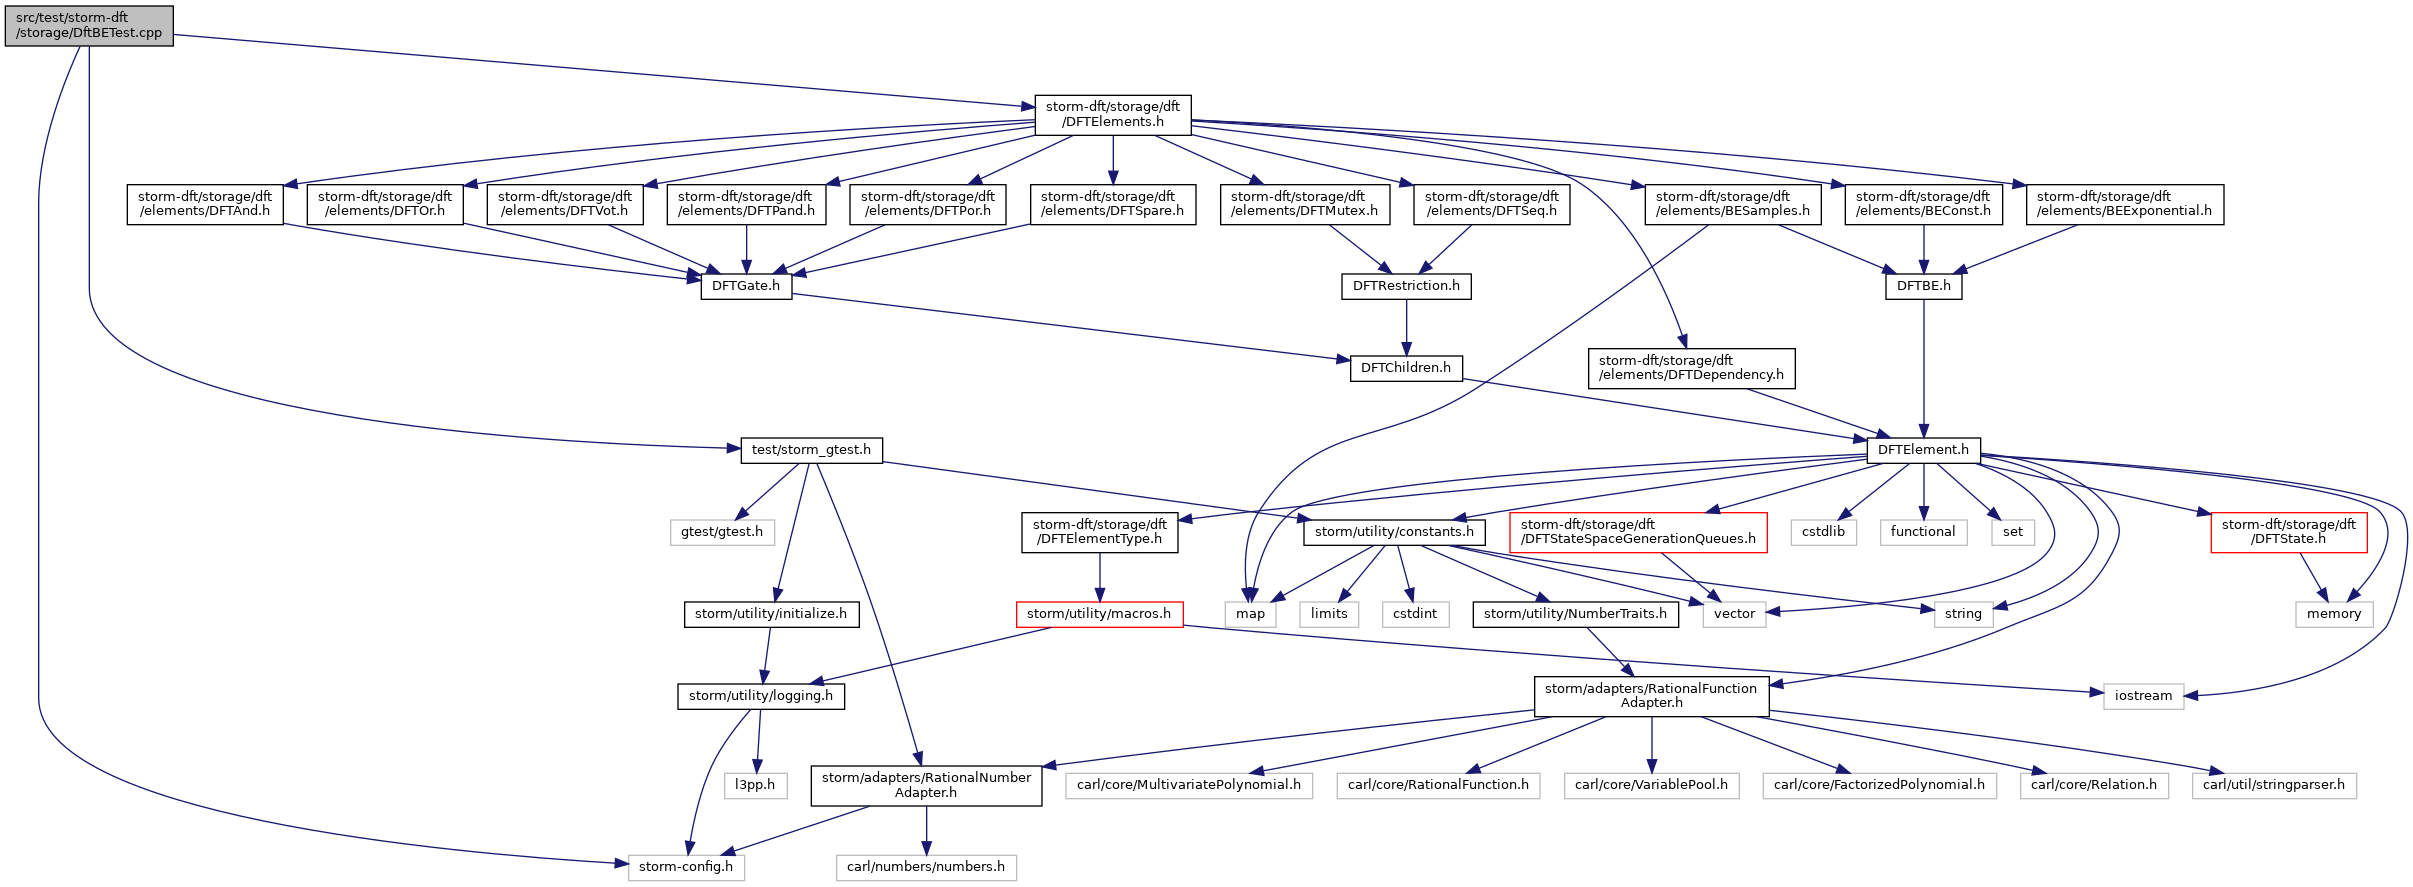 src/test/storm-dft
/storage/DftBETest.cpp
storm-dft/storage/dft
/DFTElements.h
storm-dft/storage/dft
/elements/DFTAnd.h
storm-dft/storage/dft
/elements/DFTOr.h
storm-dft/storage/dft
/elements/DFTVot.h
storm-dft/storage/dft
/elements/DFTPand.h
storm-dft/storage/dft
/elements/DFTPor.h
storm-dft/storage/dft
/elements/DFTSpare.h
storm-dft/storage/dft
/elements/DFTMutex.h
storm-dft/storage/dft
/elements/DFTSeq.h
storm-dft/storage/dft
/elements/BESamples.h
storm-dft/storage/dft
/elements/BEConst.h
storm-dft/storage/dft
/elements/BEExponential.h
DFTGate.h
DFTRestriction.h
DFTBE.h
DFTChildren.h
storm-dft/storage/dft
/elements/DFTDependency.h
test/storm_gtest.h
DFTElement.h
gtest/gtest.h
storm-dft/storage/dft
/DFTElementType.h
storm/utility/constants.h
storm-dft/storage/dft
/DFTStateSpaceGenerationQueues.h
cstdlib
functional
set
storm-dft/storage/dft
/DFTState.h
storm/utility/initialize.h
storm/utility/macros.h
map
limits
cstdint
storm/utility/NumberTraits.h
vector
string
memory
storm/utility/logging.h
storm/adapters/RationalFunction
Adapter.h
iostream
l3pp.h
storm/adapters/RationalNumber
Adapter.h
carl/core/MultivariatePolynomial.h
carl/core/RationalFunction.h
carl/core/VariablePool.h
carl/core/FactorizedPolynomial.h
carl/core/Relation.h
carl/util/stringparser.h
storm-config.h
carl/numbers/numbers.h